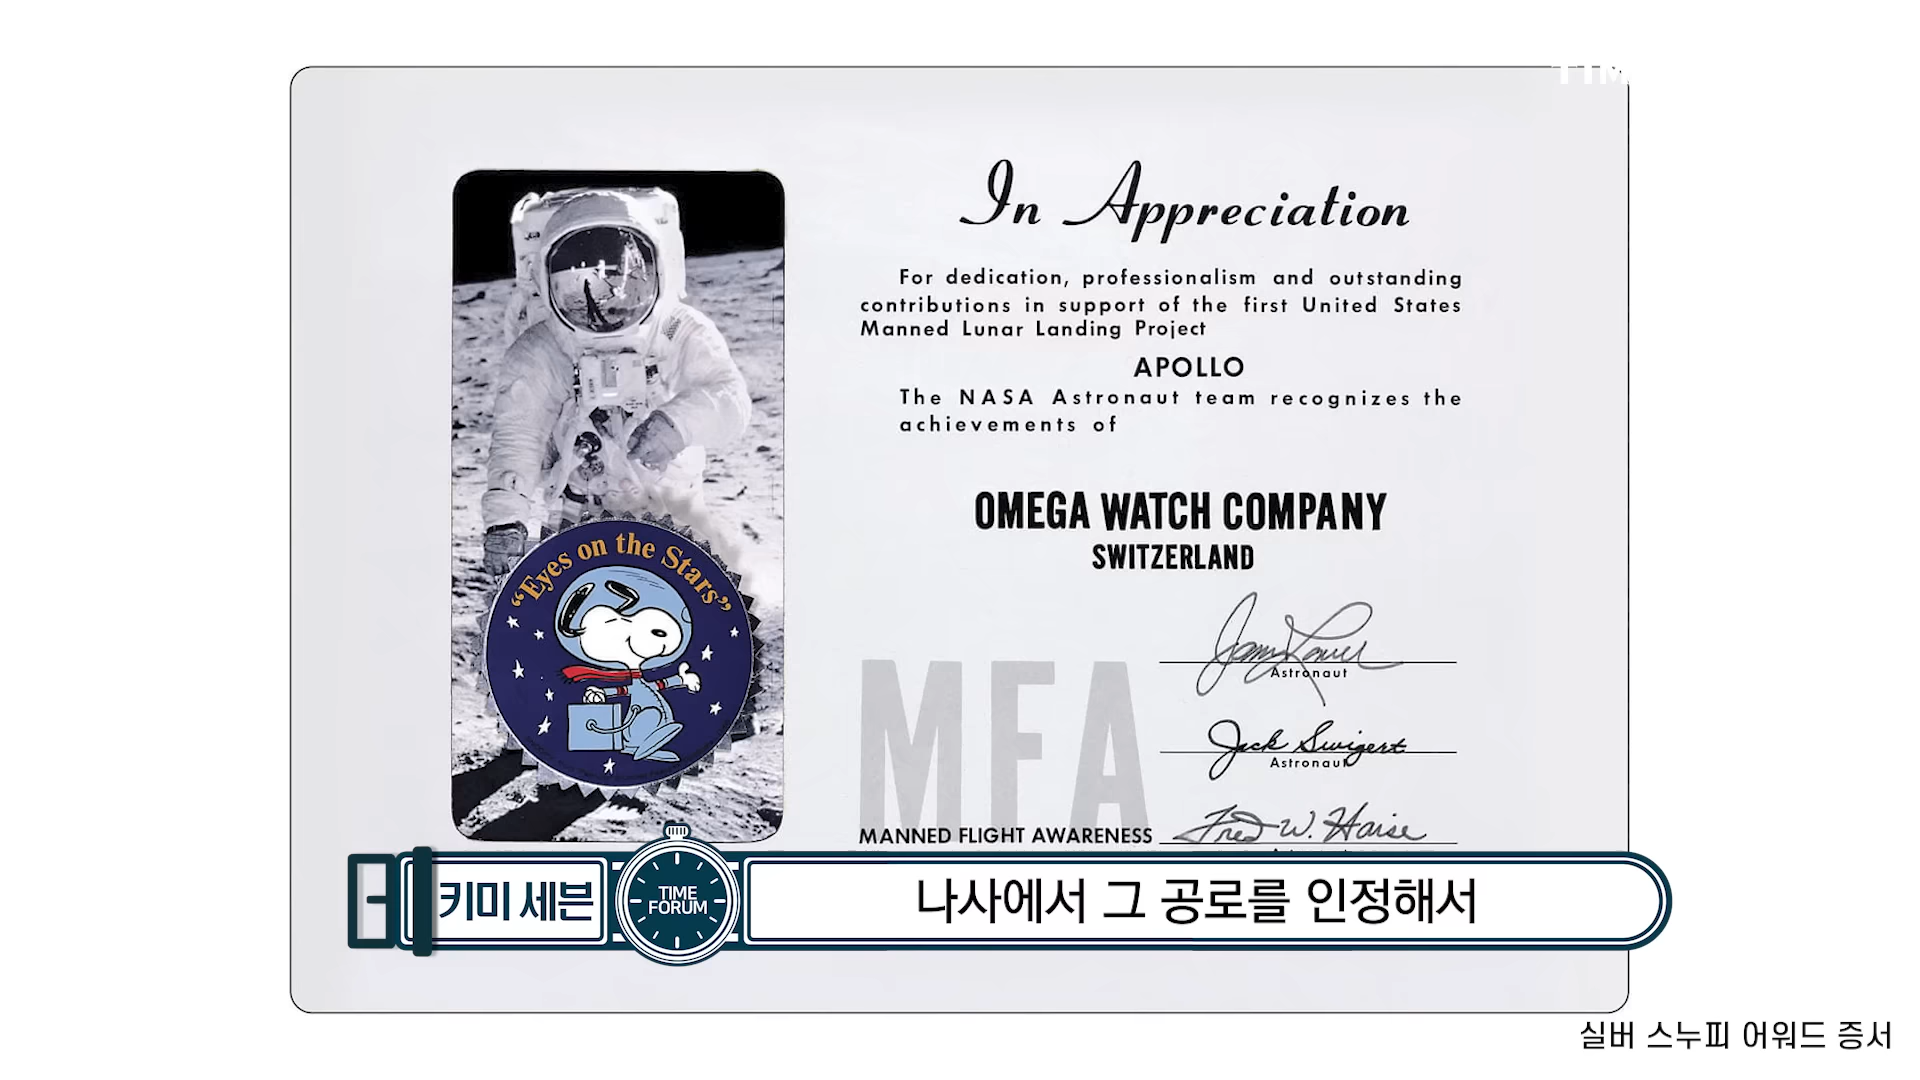 In Appreciation
For dedication, professionalism and outstanding
contributions in support of the first United States
Manned Lunar Landing Project
APOLLO
The NASA Astronaut team recognizes the
achievements of
OMEGA WATCH COMPANY
SWITZERLAND
"Eyes on the Stars"
Astronaut
Jack Swigert
Astronaut
MFA
Fred W. Haise
MANNED FLIGHT AWARENESS
키미 세븐
TIME
FORUM
나사에서 그 공로를 인정해서
실버 스누피 어워드 증서